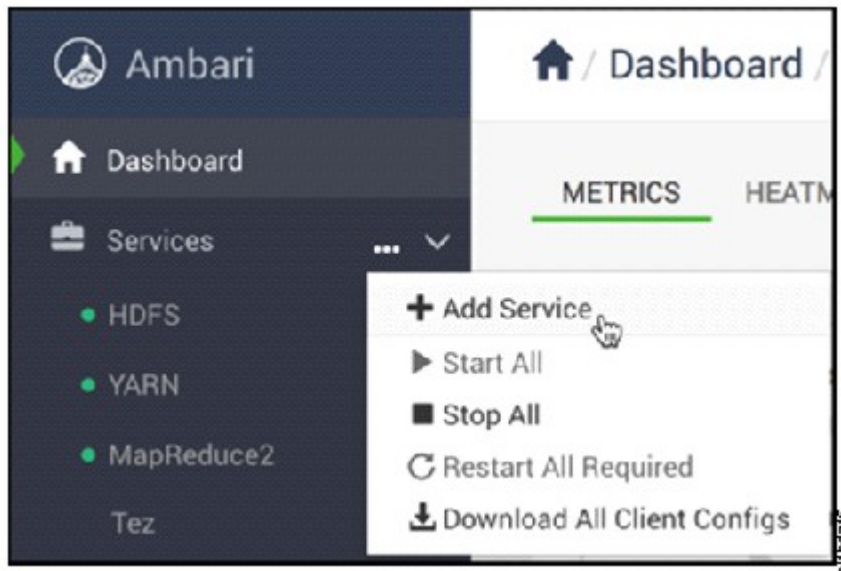 Ambari
/ Dashboard /
Dashboard
METRICS HEATM
Services ...
Add Service
HDFS
Start All
YARN
Stop All
MapReduce2
Restart All Required
Tez
Download All Client Configs